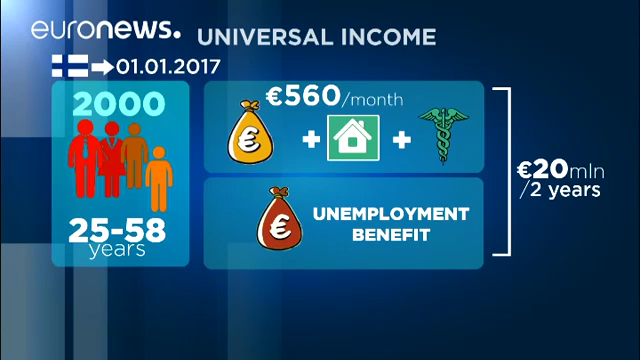 euronews.
UNIVERSAL INCOME
01.01.2017
2000
25-58
years
€560/month
€
+
+
€
UNEMPLOYMENT
BENEFIT
€20mln
/2 years